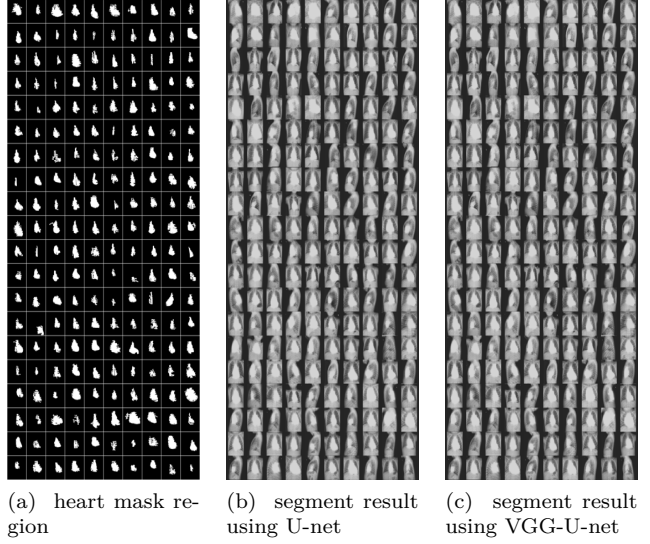 (a) heart mask re-
gion
(b) segment result
using U-net
(c) segment result
using VGG-U-net